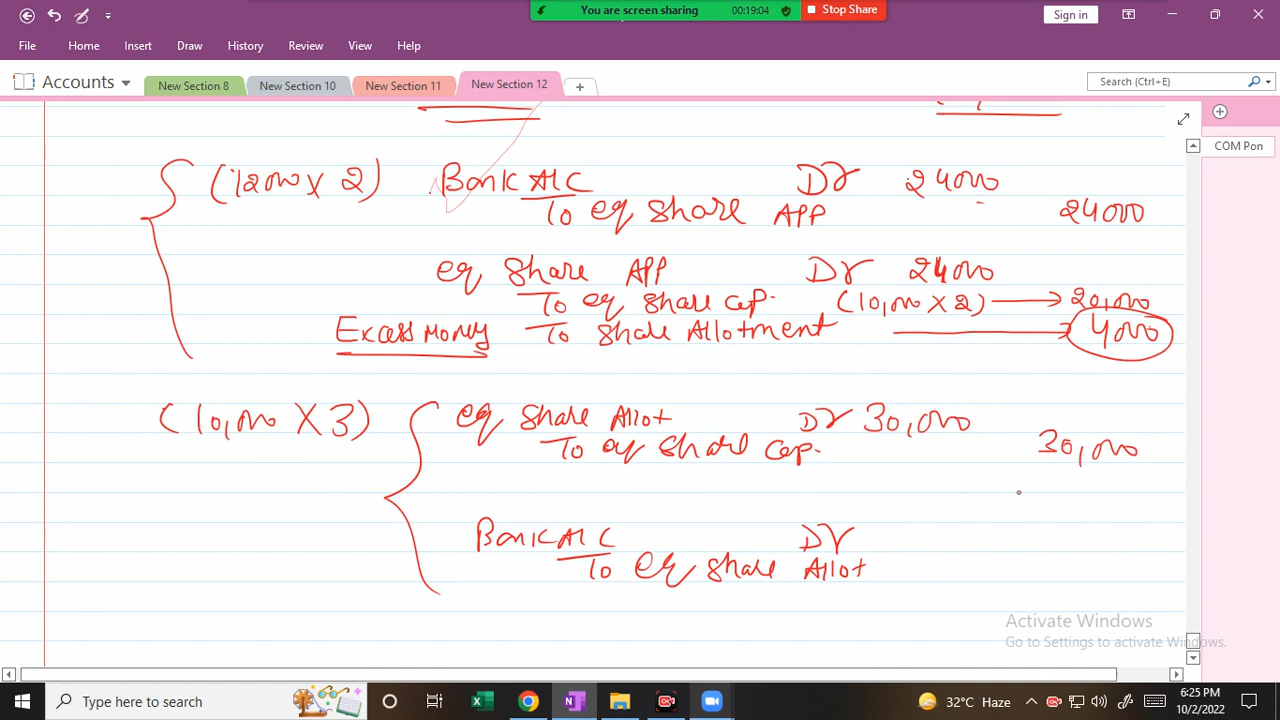 You are screen sharing 00:19:04 Stop Share
Sign in
File Home Insert Draw History Review View Help
Accounts New Section 8 New Section 10 New Section 11 New Section 12 Search (Ctrl+E)
COM Pon
(12000 x 2) Bank A/C Dr 24000
To eq share APP 24000
eq share APP Dr 24000
To eq share cap. (10,000 x 2) 20,000
Excess Money To share Allotment 4000
(10,000 x 3) eq share Allot Dr 30,000
To eq share cap. 30,000
Bank A/C Dr
To eq share Allot
Activate Windows
Go to Settings to activate Windows.
Type here to search
32°C Haze
6:25 PM
10/2/2022